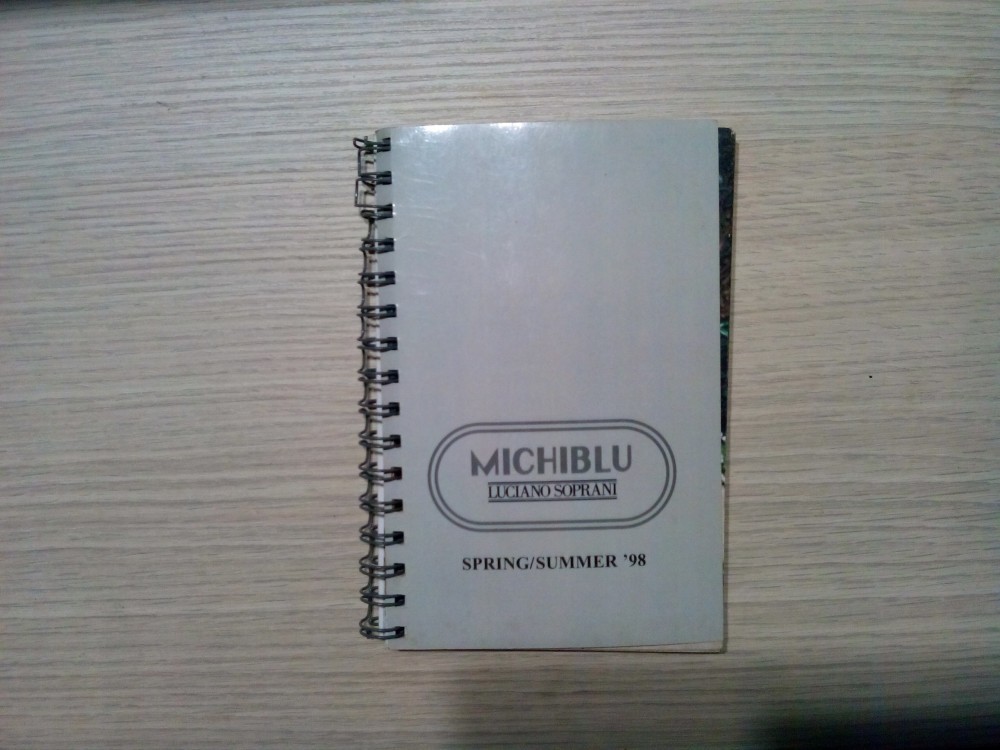 MICHIBLU
LUCIANO SOPRANI
SPRING/SUMMER ’98